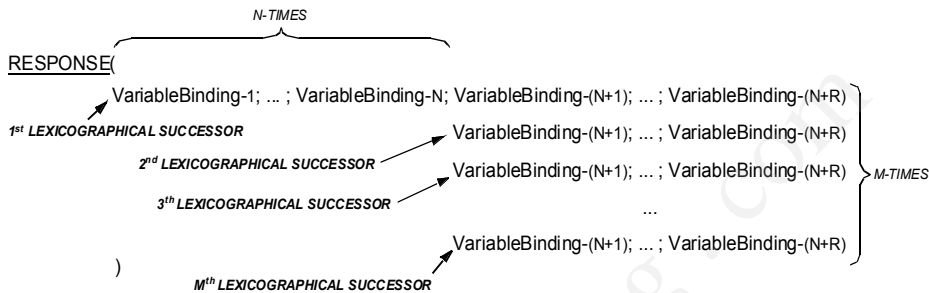 N-TIMES
RESPONSE(
VariableBinding-1; ... ; VariableBinding-N; VariableBinding-(N+1); ... ; VariableBinding-(N+R)
1st LEXICOGRAPHICAL SUCCESSOR
VariableBinding-(N+1); ... ; VariableBinding-(N+R)
2nd LEXICOGRAPHICAL SUCCESSOR
VariableBinding-(N+1); ... ; VariableBinding-(N+R)
M-TIMES
3th LEXICOGRAPHICAL SUCCESSOR
...
VariableBinding-(N+1); ... ; VariableBinding-(N+R)
)
Mth LEXICOGRAPHICAL SUCCESSOR
g . com